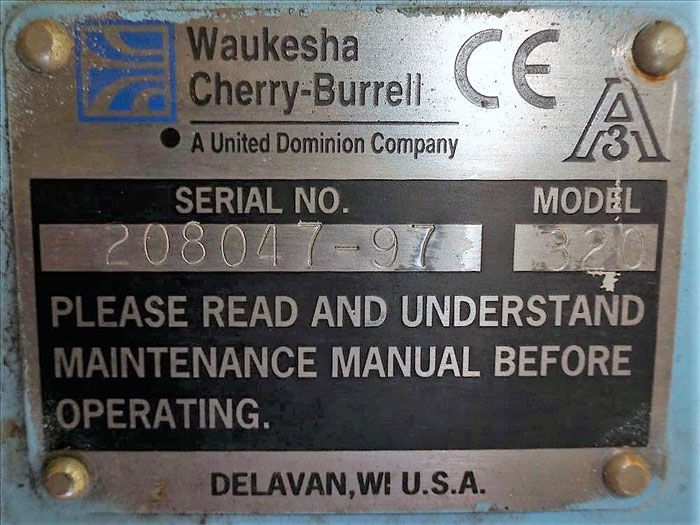 Waukesha
Cherry-Burrell
A United Dominion Company
CE
3A
SERIAL NO. MODEL
208047-97 320
PLEASE READ AND UNDERSTAND
MAINTENANCE MANUAL BEFORE
OPERATING.
DELAVAN, WI U.S.A.